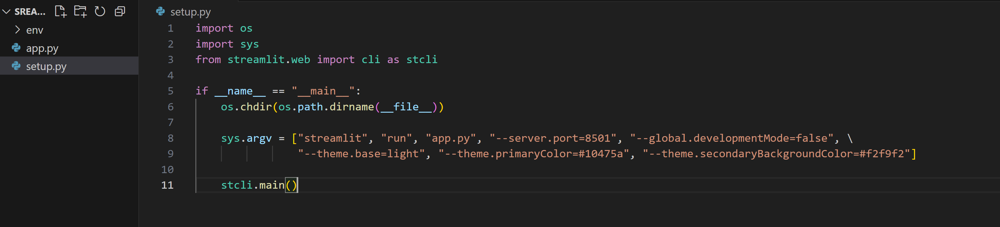 SREA...
env
app.py
setup.py
setup.py
1 import os
2 import sys
3 from streamlit.web import cli as stcli
4
5 if __name__ == "__main__":
6     os.chdir(os.path.dirname(__file__))
7
8     sys.argv = ["streamlit", "run", "app.py", "--server.port=8501", "--global.developmentMode=false", \
9                 "--theme.base=light", "--theme.primaryColor=#10475a", "--theme.secondaryBackgroundColor=#f2f9f2"]
10
11     stcli.main()